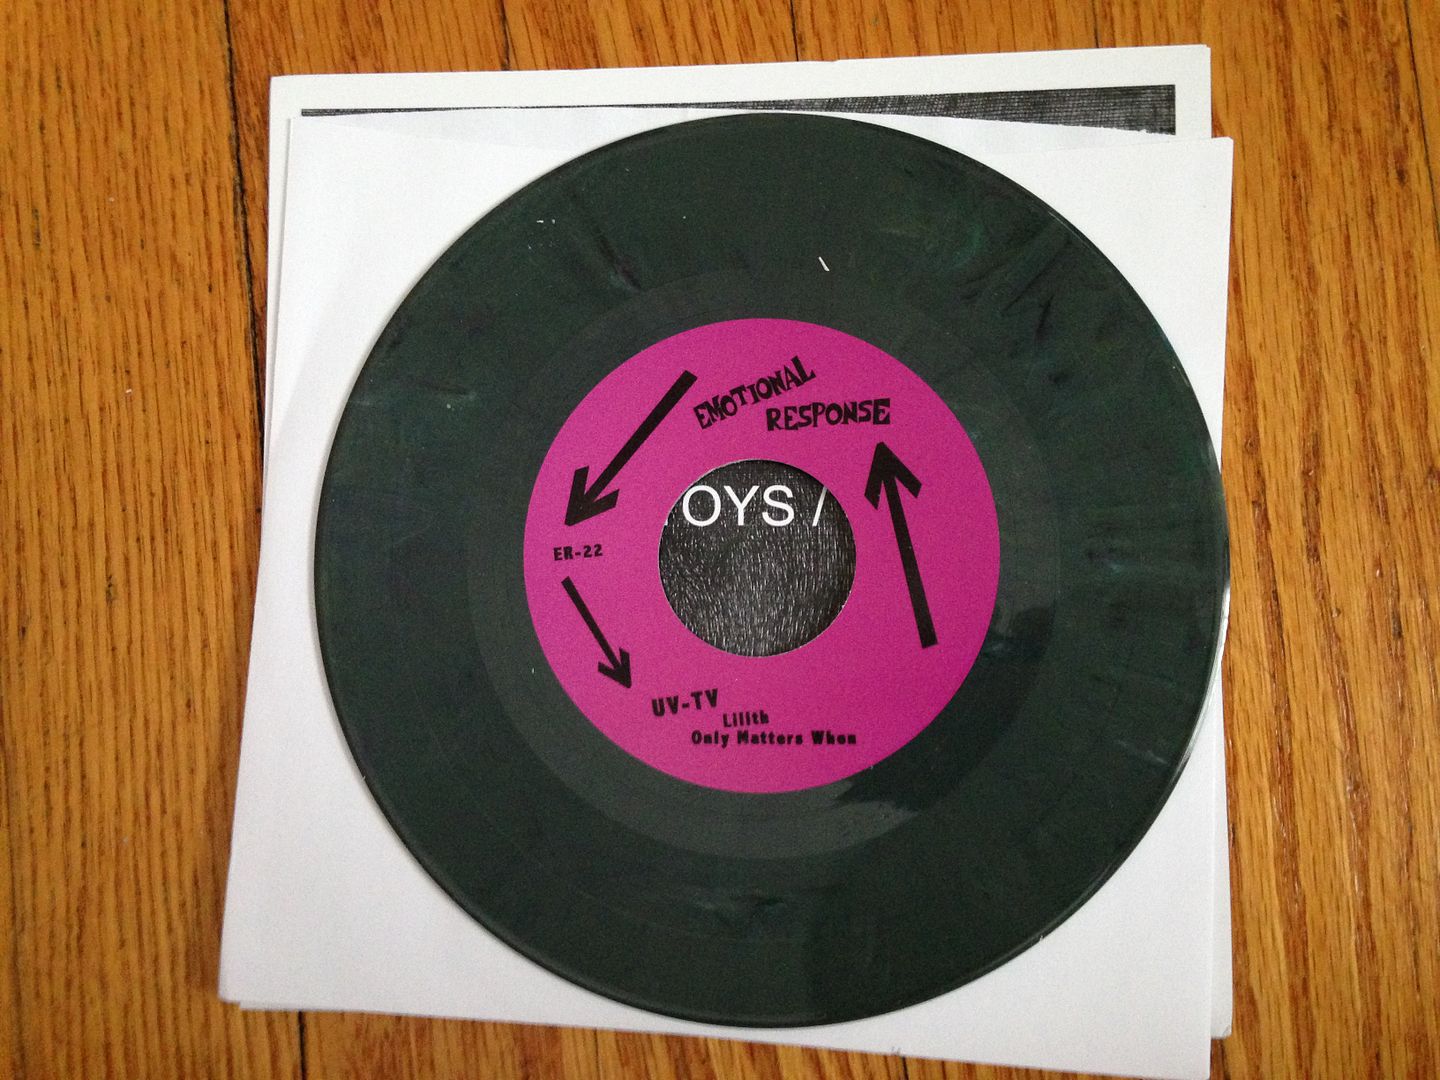 EMOTIONAL
RESPONSE
OYS /
ER-22
UV-TV
Lilith
Only Matters When